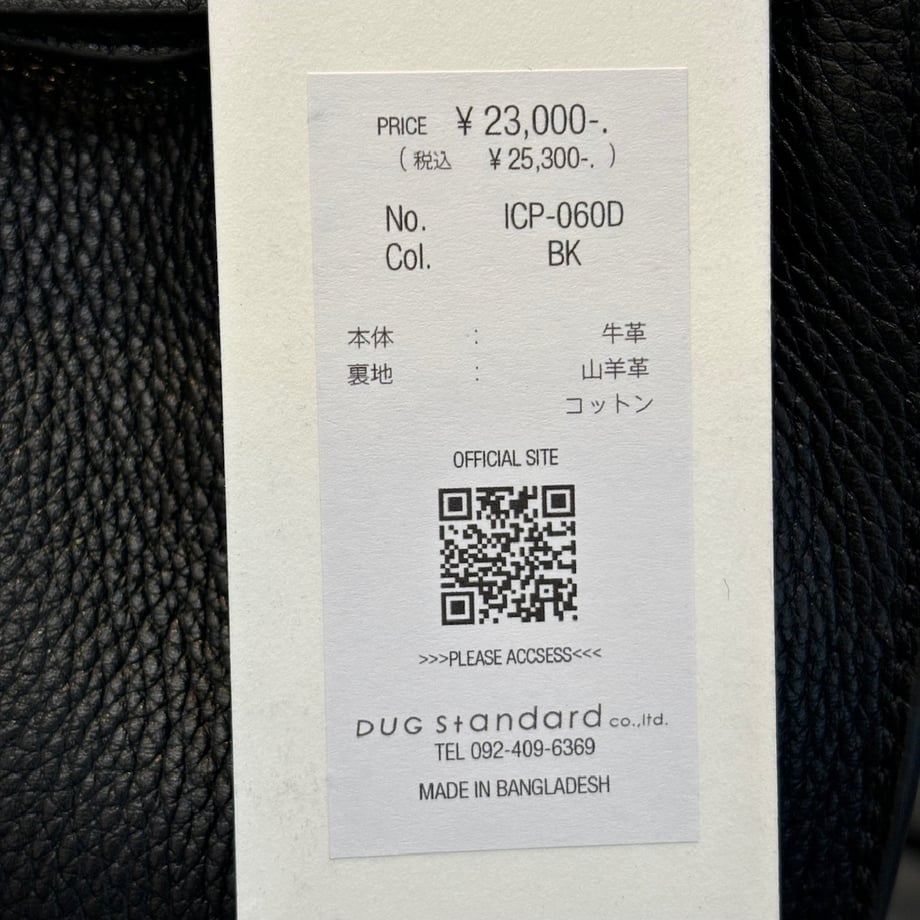 PRICE ¥ 23,000-.
( 税込 ¥ 25,300-. )
No. ICP-060D
Col. BK
本体 : 牛革
裏地 : 山羊革
コットン
OFFICIAL SITE
>>>PLEASE ACCSESS<<<
DUG Standard co.,ltd.
TEL 092-409-6369
MADE IN BANGLADESH